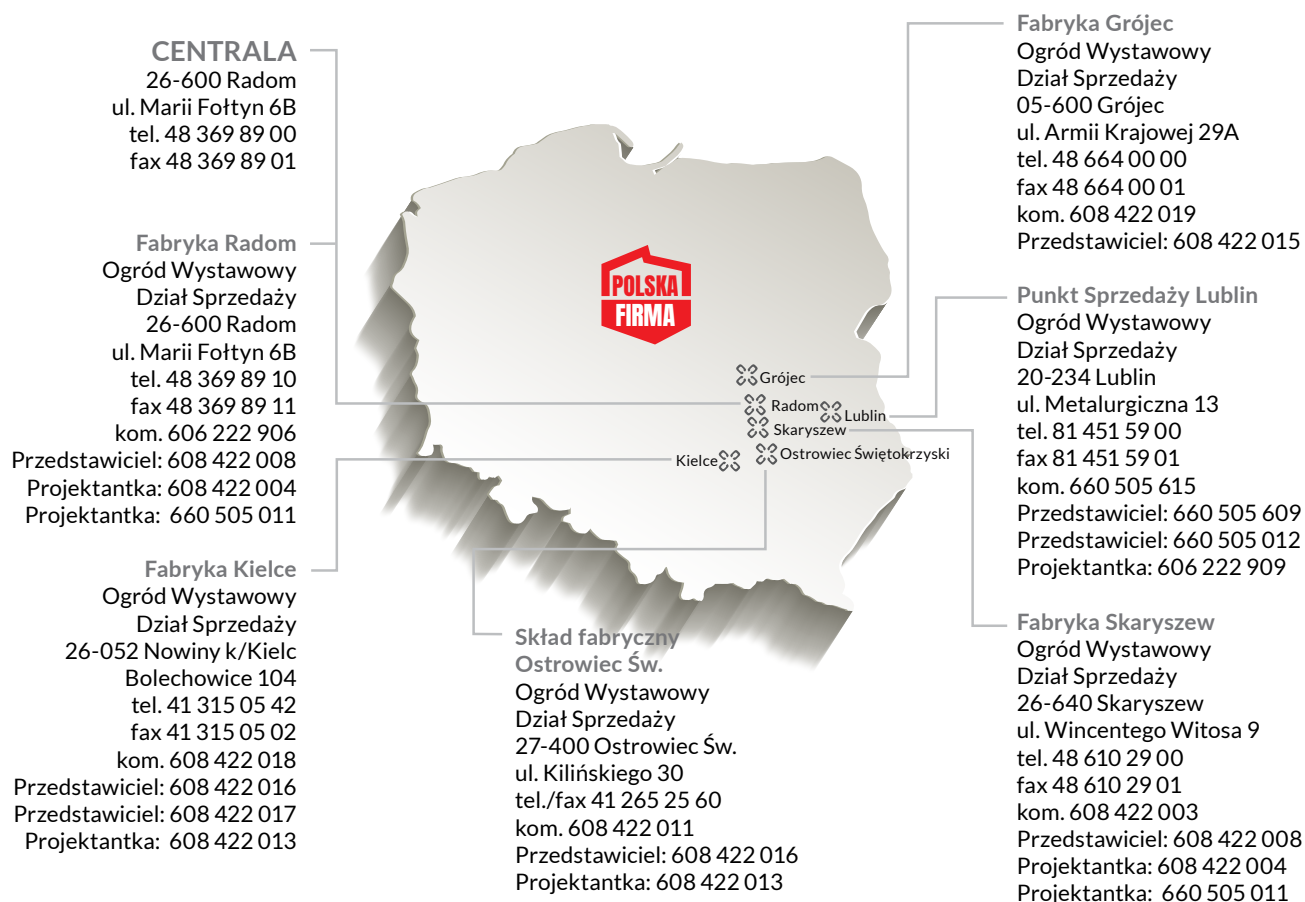 CENTRALA
26-600 Radom
ul. Marii Fołtyn 6B
tel. 48 369 89 00
fax 48 369 89 01
Fabryka Radom
Ogród Wystawowy
Dział Sprzedaży
26-600 Radom
ul. Marii Fołtyn 6B
tel. 48 369 89 10
fax 48 369 89 11
kom. 606 222 906
Przedstawiciel: 608 422 008
Projektantka: 608 422 004
Projektantka: 660 505 011
Fabryka Kielce
Ogród Wystawowy
Dział Sprzedaży
26-052 Nowiny k/Kielc
Bolechowice 104
tel. 41 315 05 42
fax 41 315 05 02
kom. 608 422 018
Przedstawiciel: 608 422 016
Przedstawiciel: 608 422 017
Projektantka: 608 422 013
POLSKA
FIRMA
Grójec
Radom
Lublin
Skaryszew
Kielce
Ostrowiec Świętokrzyski
Skład fabryczny
Ostrowiec Św.
Ogród Wystawowy
Dział Sprzedaży
27-400 Ostrowiec Św.
ul. Kilińskiego 30
tel./fax 41 265 25 60
kom. 608 422 011
Przedstawiciel: 608 422 016
Projektantka: 608 422 013
Fabryka Grójec
Ogród Wystawowy
Dział Sprzedaży
05-600 Grójec
ul. Armii Krajowej 29A
tel. 48 664 00 00
fax 48 664 00 01
kom. 608 422 019
Przedstawiciel: 608 422 015
Punkt Sprzedaży Lublin
Ogród Wystawowy
Dział Sprzedaży
20-234 Lublin
ul. Metalurgiczna 13
tel. 81 451 59 00
fax 81 451 59 01
kom. 660 505 615
Przedstawiciel: 660 505 609
Przedstawiciel: 660 505 012
Projektantka: 606 222 909
Fabryka Skaryszew
Ogród Wystawowy
Dział Sprzedaży
26-640 Skaryszew
ul. Wincentego Witosa 9
tel. 48 610 29 00
fax 48 610 29 01
kom. 608 422 003
Przedstawiciel: 608 422 008
Projektantka: 608 422 004
Projektantka: 660 505 011